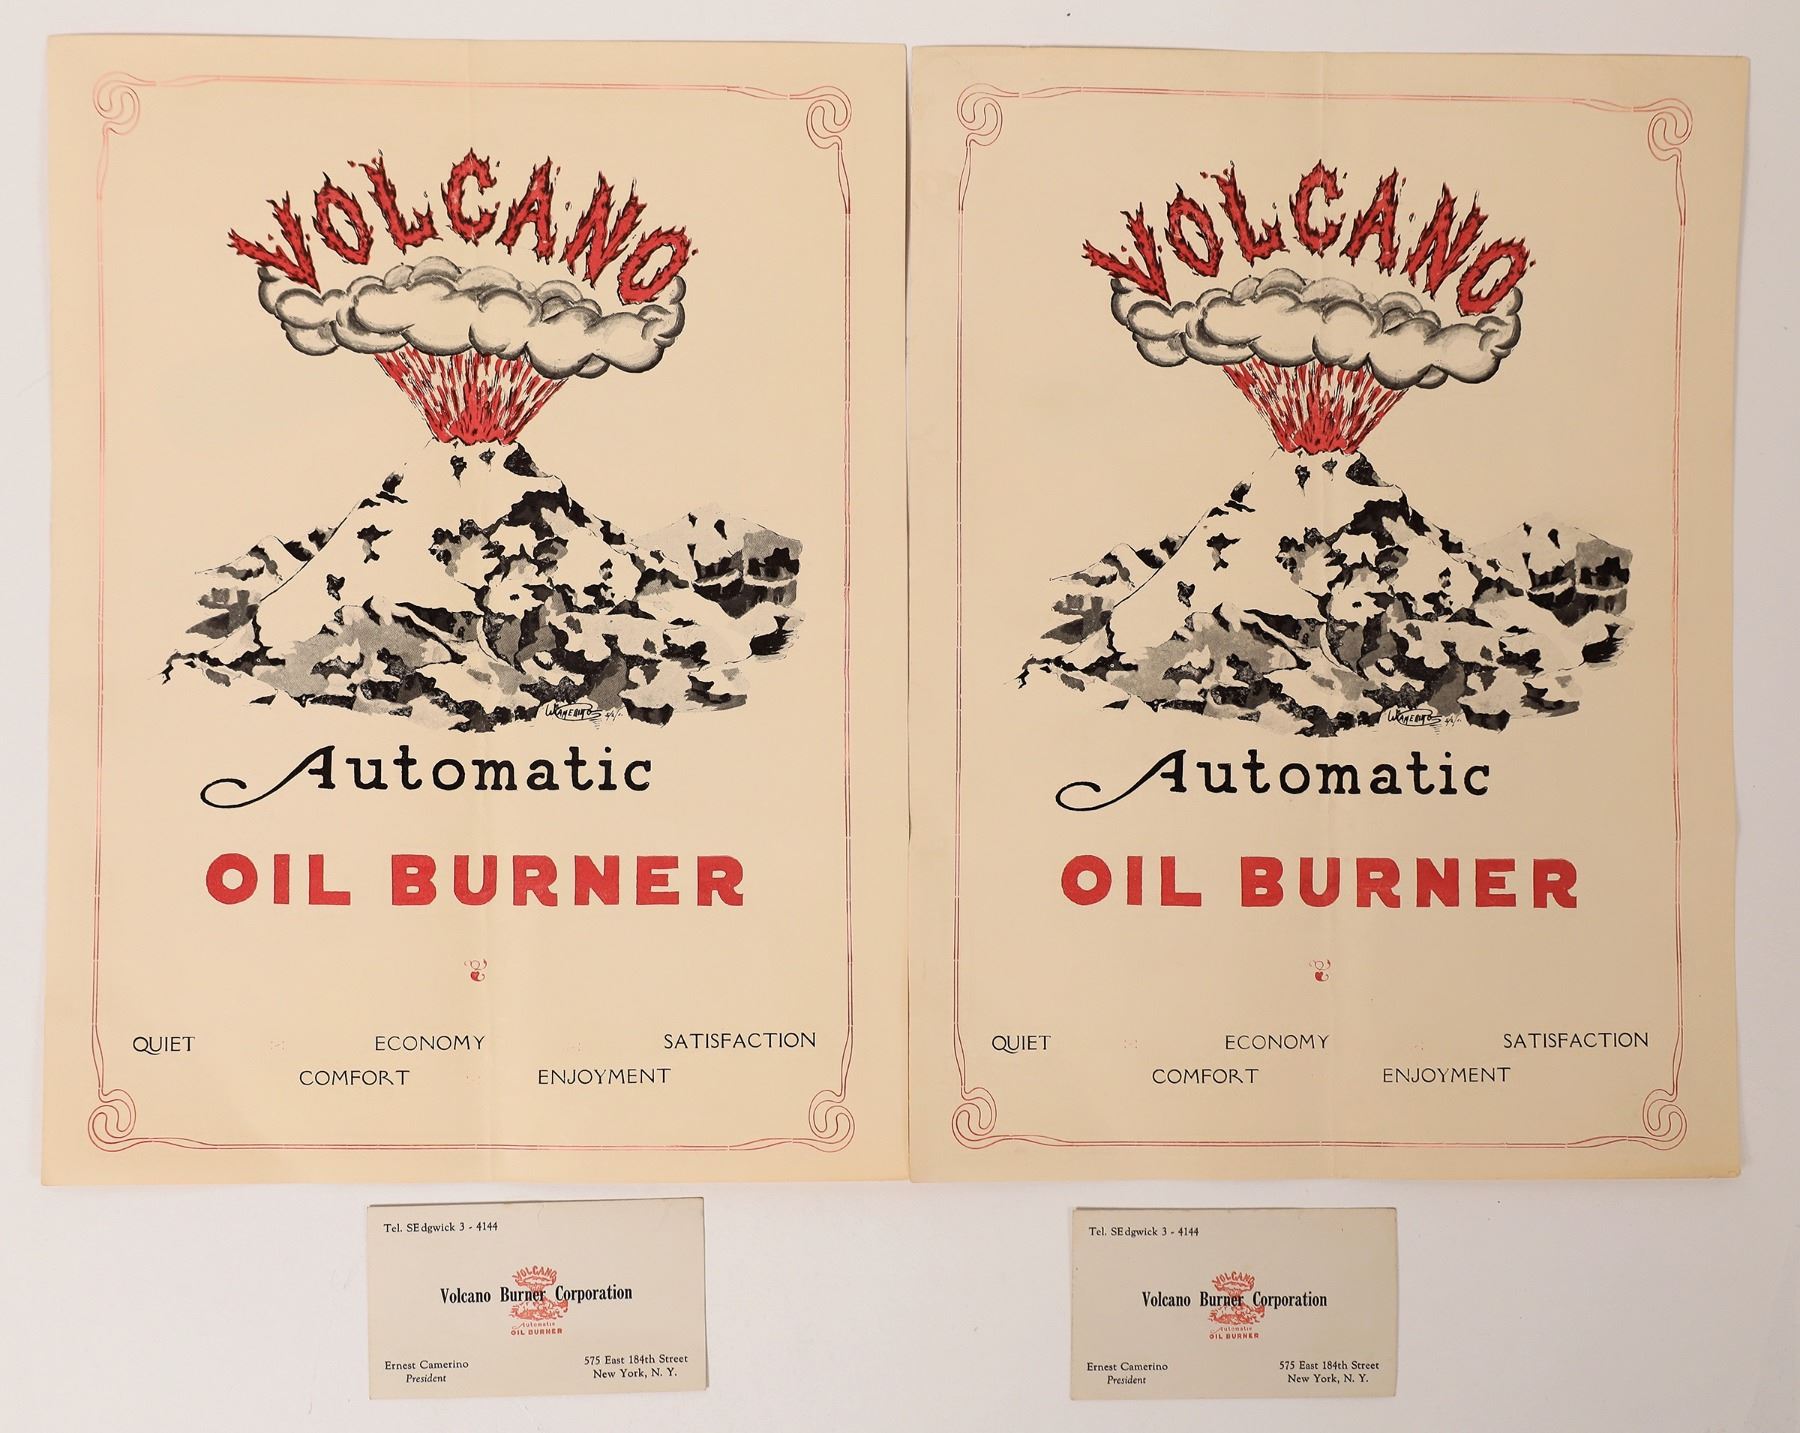 VOLCANO
Automatic
OIL BURNER
QUIET ECONOMY SATISFACTION
COMFORT ENJOYMENT
VOLCANO
Automatic
OIL BURNER
QUIET ECONOMY SATISFACTION
COMFORT ENJOYMENT
Tel. SEdgwick 3 - 4144
VOLCANO
Volcano Burner Corporation
Automatic
OIL BURNER
Ernest Camerino
President
575 East 184th Street
New York, N. Y.
Tel. SEdgwick 3 - 4144
VOLCANO
Volcano Burner Corporation
Automatic
OIL BURNER
Ernest Camerino
President
575 East 184th Street
New York, N. Y.